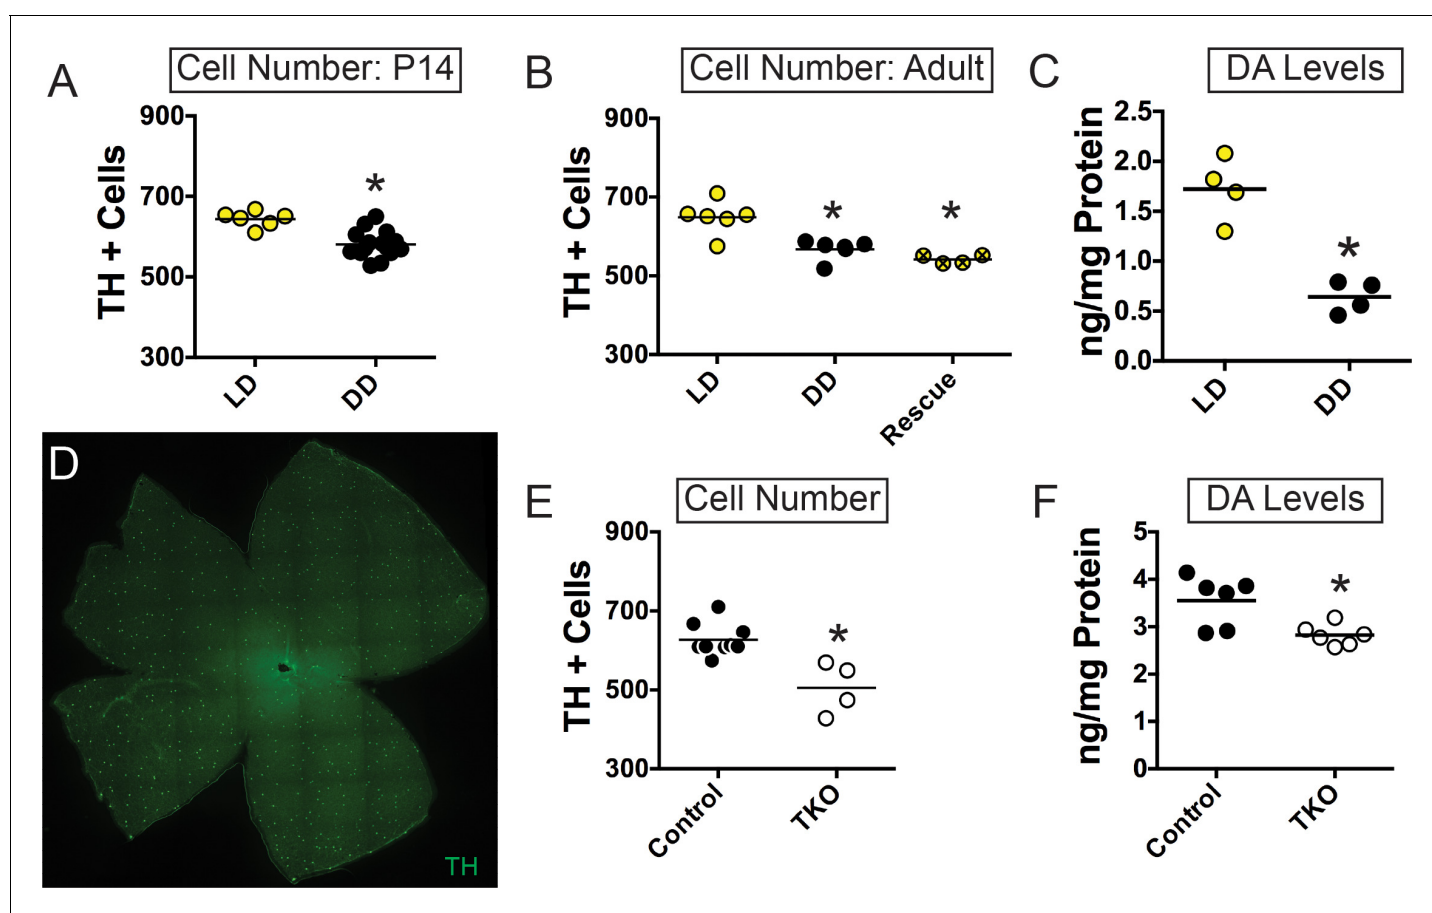 A
Cell Number: P14
TH + Cells
900
700
500
300
*
LD
DD
B
Cell Number: Adult
TH + Cells
900
700
500
300
*
*
LD
DD
Rescue
C
DA Levels
ng/mg Protein
2.5
2.0
1.5
1.0
0.5
0.0
*
LD
DD
D
TH
E
Cell Number
TH + Cells
900
700
500
300
*
Control
TKO
F
DA Levels
ng/mg Protein
5
4
3
2
1
0
*
Control
TKO